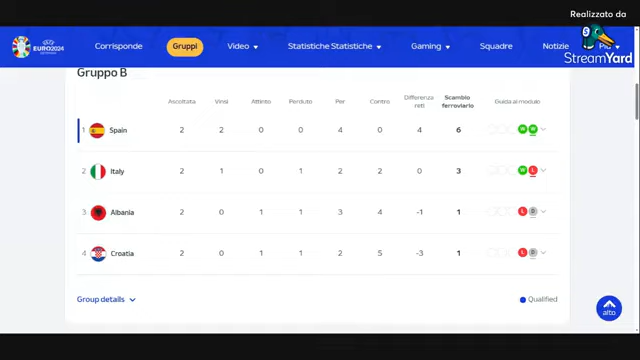 Realizzato da
StreamYard
EURO2024
Corrisponde Gruppi Video Statistiche Statistiche Gaming Squadre Notizie Più
Gruppo B
Ascoltata Vinsi Attinto Perduto Per Contro Differenza reti Scambio ferroviario Guida al modulo
1 Spain 2 2 0 0 4 0 4 6 W W
2 Italy 2 1 0 1 2 2 0 3 W L
3 Albania 2 0 1 1 3 4 -1 1 L D
4 Croatia 2 0 1 1 2 5 -3 1 L D
Group details Qualified
alto